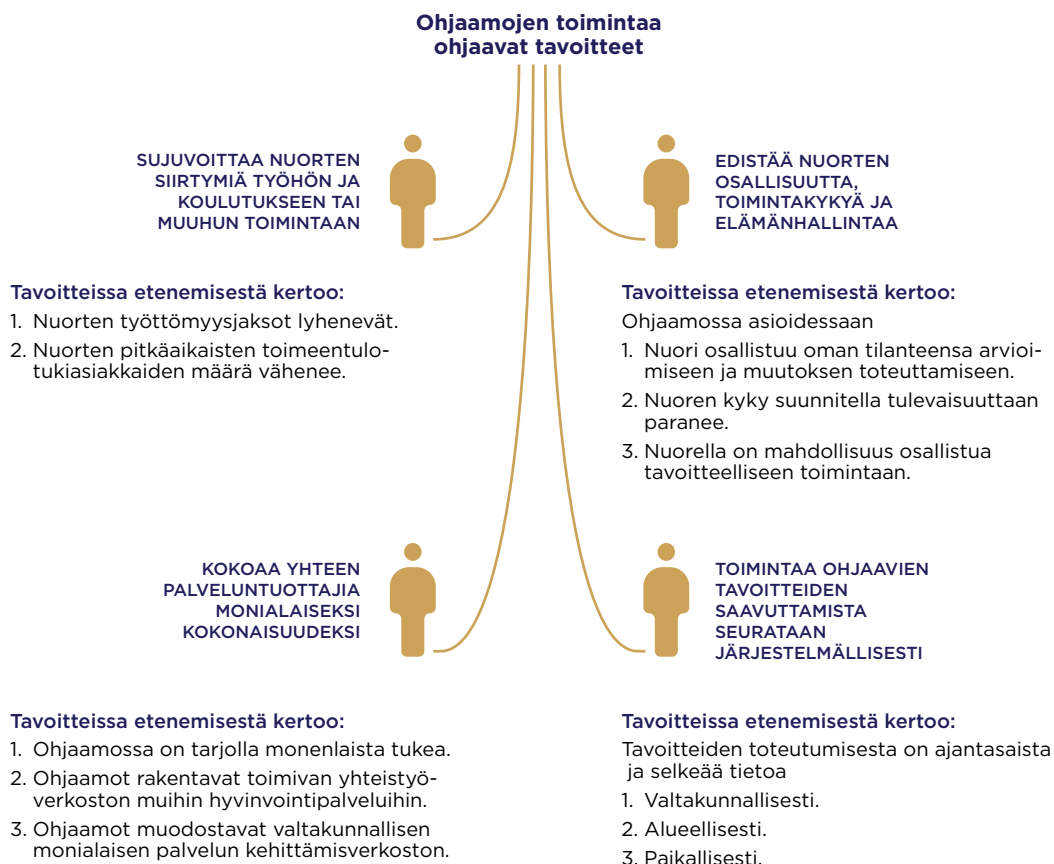 Ohjaamojen toimintaa
ohjaavat tavoitteet
SUJUVOITTAA NUORTEN
SIIRTYMIÄ TYÖHÖN JA
KOULUTUKSEEN TAI
MUUHUN TOIMINTAAN
Tavoitteissa etenemisestä kertoo:
1. Nuorten työttömyysjaksot lyhenevät.
2. Nuorten pitkäaikaisten toimeentulo-
tukiasiakkaiden määrä vähenee.
EDISTÄÄ NUORTEN
OSALLISUUTTA,
TOIMINTAKYKYÄ JA
ELÄMÄNHALLINTAA
Tavoitteissa etenemisestä kertoo:
Ohjaamossa asioidessaan
1. Nuori osallistuu oman tilanteensa arvioi-
miseen ja muutoksen toteuttamiseen.
2. Nuoren kyky suunnitella tulevaisuuttaan
paranee.
3. Nuorella on mahdollisuus osallistua
tavoitteelliseen toimintaan.
KOKOAA YHTEEN
PALVELUNTUOTTAJIA
MONIALAISEKSI
KOKONAISUUDEKSI
Tavoitteissa etenemisestä kertoo:
1. Ohjaamossa on tarjolla monenlaista tukea.
2. Ohjaamot rakentavat toimivan yhteistyö-
verkoston muihin hyvinvointipalveluihin.
3. Ohjaamot muodostavat valtakunnallisen
monialaisen palvelun kehittämisverkoston.
TOIMINTAA OHJAAVIEN
TAVOITTEIDEN
SAAVUTTAMISTA
SEURATAAN
JÄRJESTELMÄLLISESTI
Tavoitteissa etenemisestä kertoo:
Tavoitteiden toteutumisesta on ajantasaista
ja selkeää tietoa
1. Valtakunnallisesti.
2. Alueellisesti.
3. Paikallisesti.